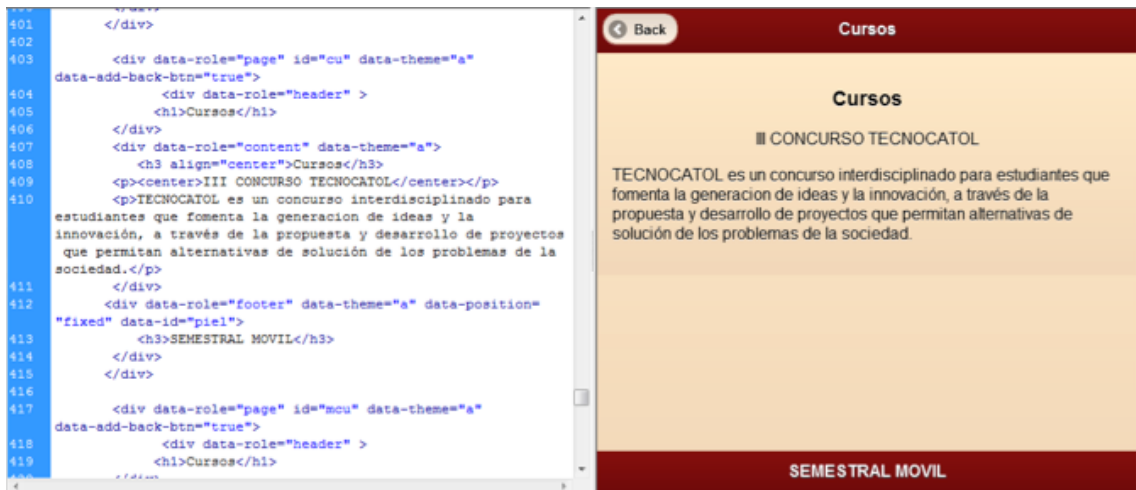 401 </div>
402
403 <div data-role="page" id="cu" data-theme="a"
data-add-back-btn="true">
404 <div data-role="header" >
405 <h1>Cursos</h1>
406 </div>
407 <div data-role="content" data-theme="a">
408 <h3 align="center">Cursos</h3>
409 <p><center>III CONCURSO TECNOCATOL</center></p>
410 <p>TECNOCATOL es un concurso interdisciplinado para
estudiantes que fomenta la generacion de ideas y la
innovación, a través de la propuesta y desarrollo de proyectos
que permitan alternativas de solución de los problemas de la
sociedad.</p>
411 </div>
412 <div data-role="footer" data-theme="a" data-position=
"fixed" data-id="piel">
413 <h3>SEMESTRAL MOVIL</h3>
414 </div>
415 </div>
416
417 <div data-role="page" id="mcu" data-theme="a"
data-add-back-btn="true">
418 <div data-role="header" >
419 <h1>Cursos</h1>
Back
Cursos
Cursos
III CONCURSO TECNOCATOL
TECNOCATOL es un concurso interdisciplinado para estudiantes que
fomenta la generacion de ideas y la innovación, a través de la
propuesta y desarrollo de proyectos que permitan alternativas de
solución de los problemas de la sociedad.
SEMESTRAL MOVIL